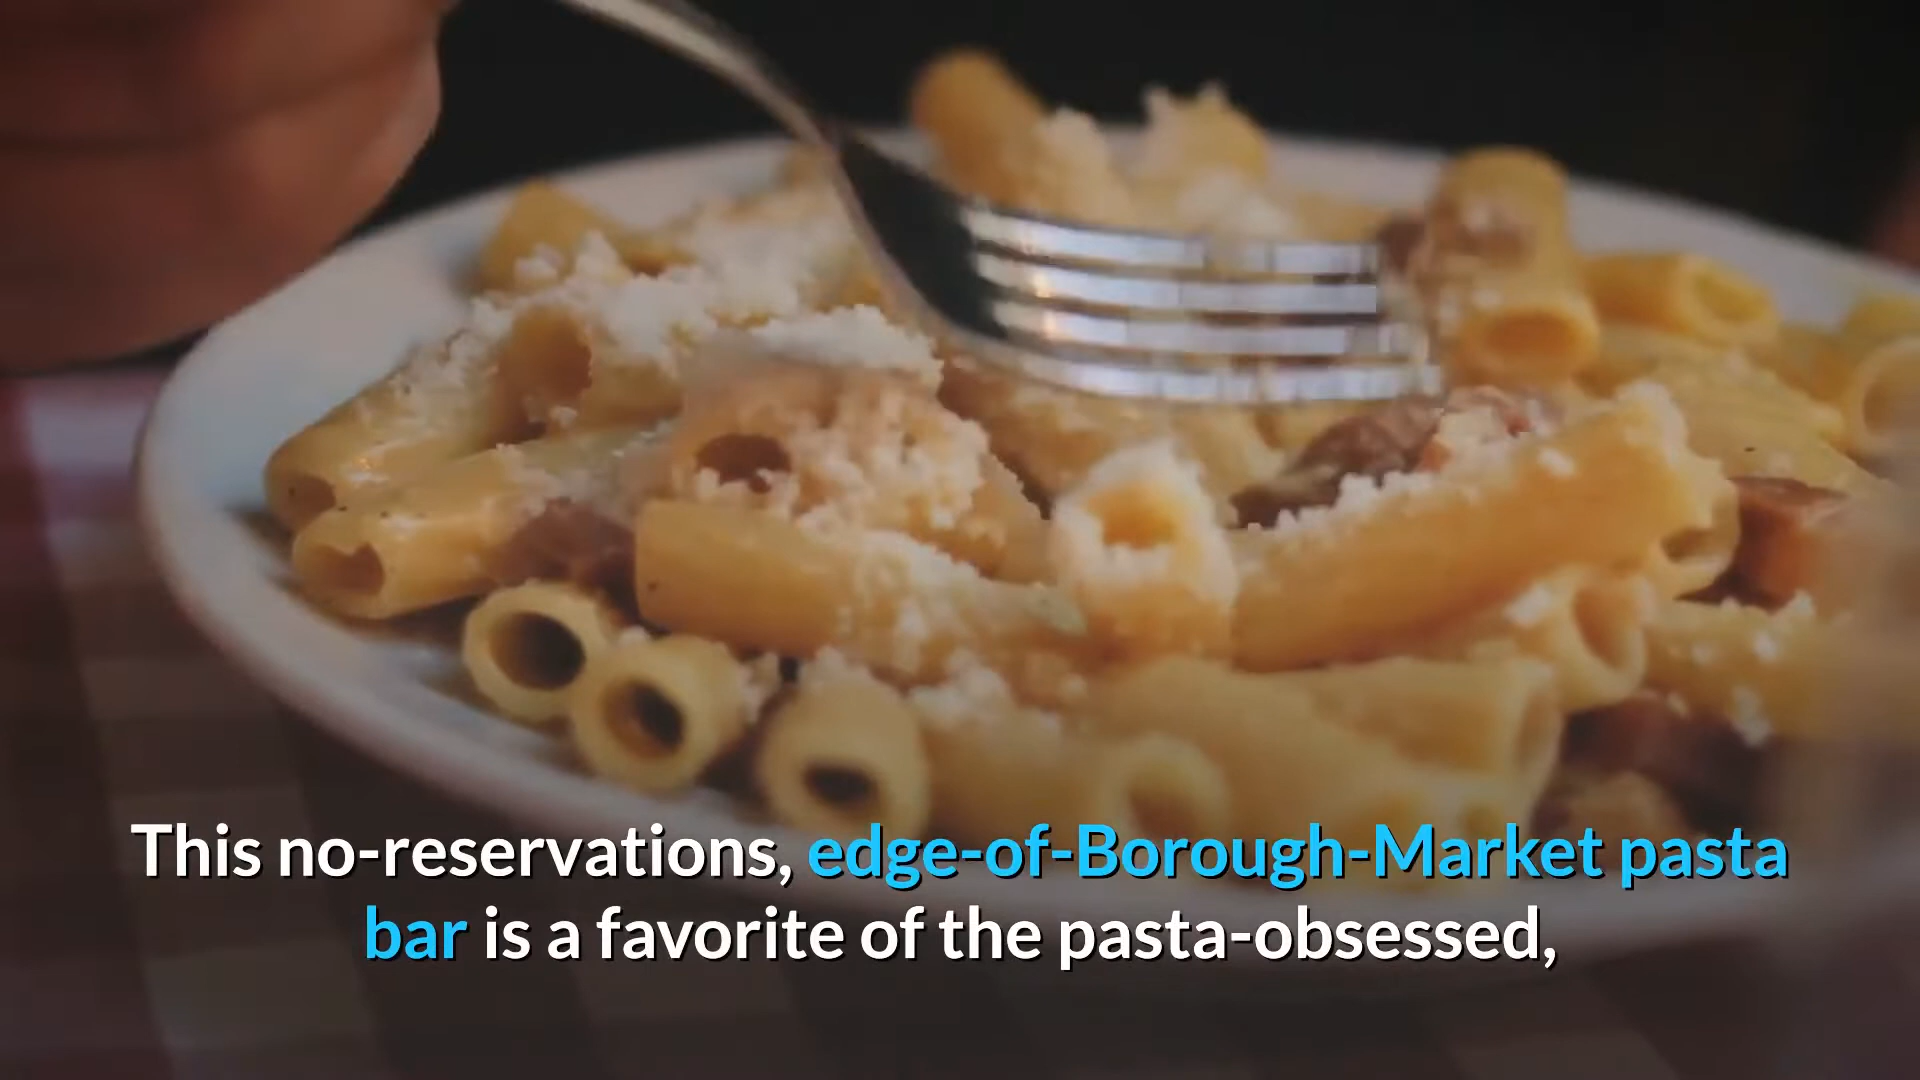 This no-reservations, edge-of-Borough-Market pasta
bar is a favorite of the pasta-obsessed,